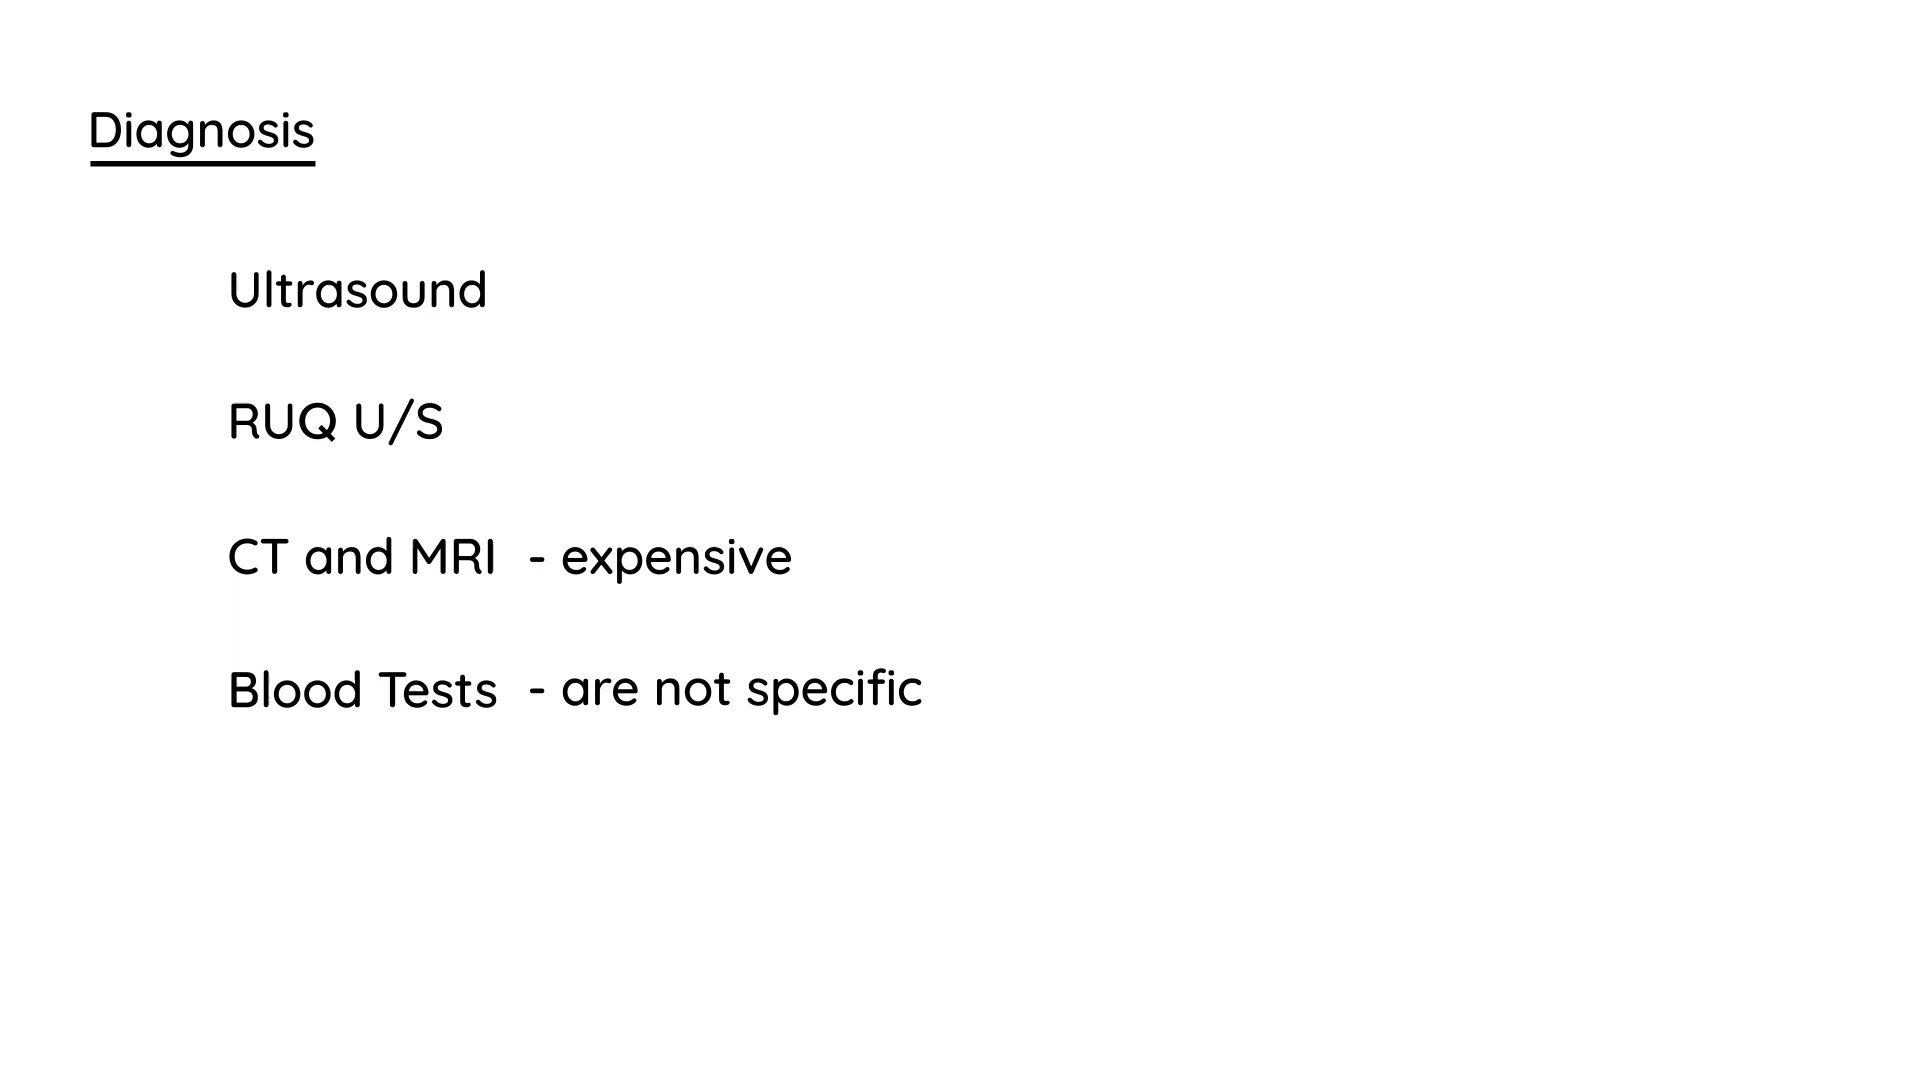 Diagnosis
Ultrasound
RUQ U/S
CT and MRI - expensive
Blood Tests - are not specific